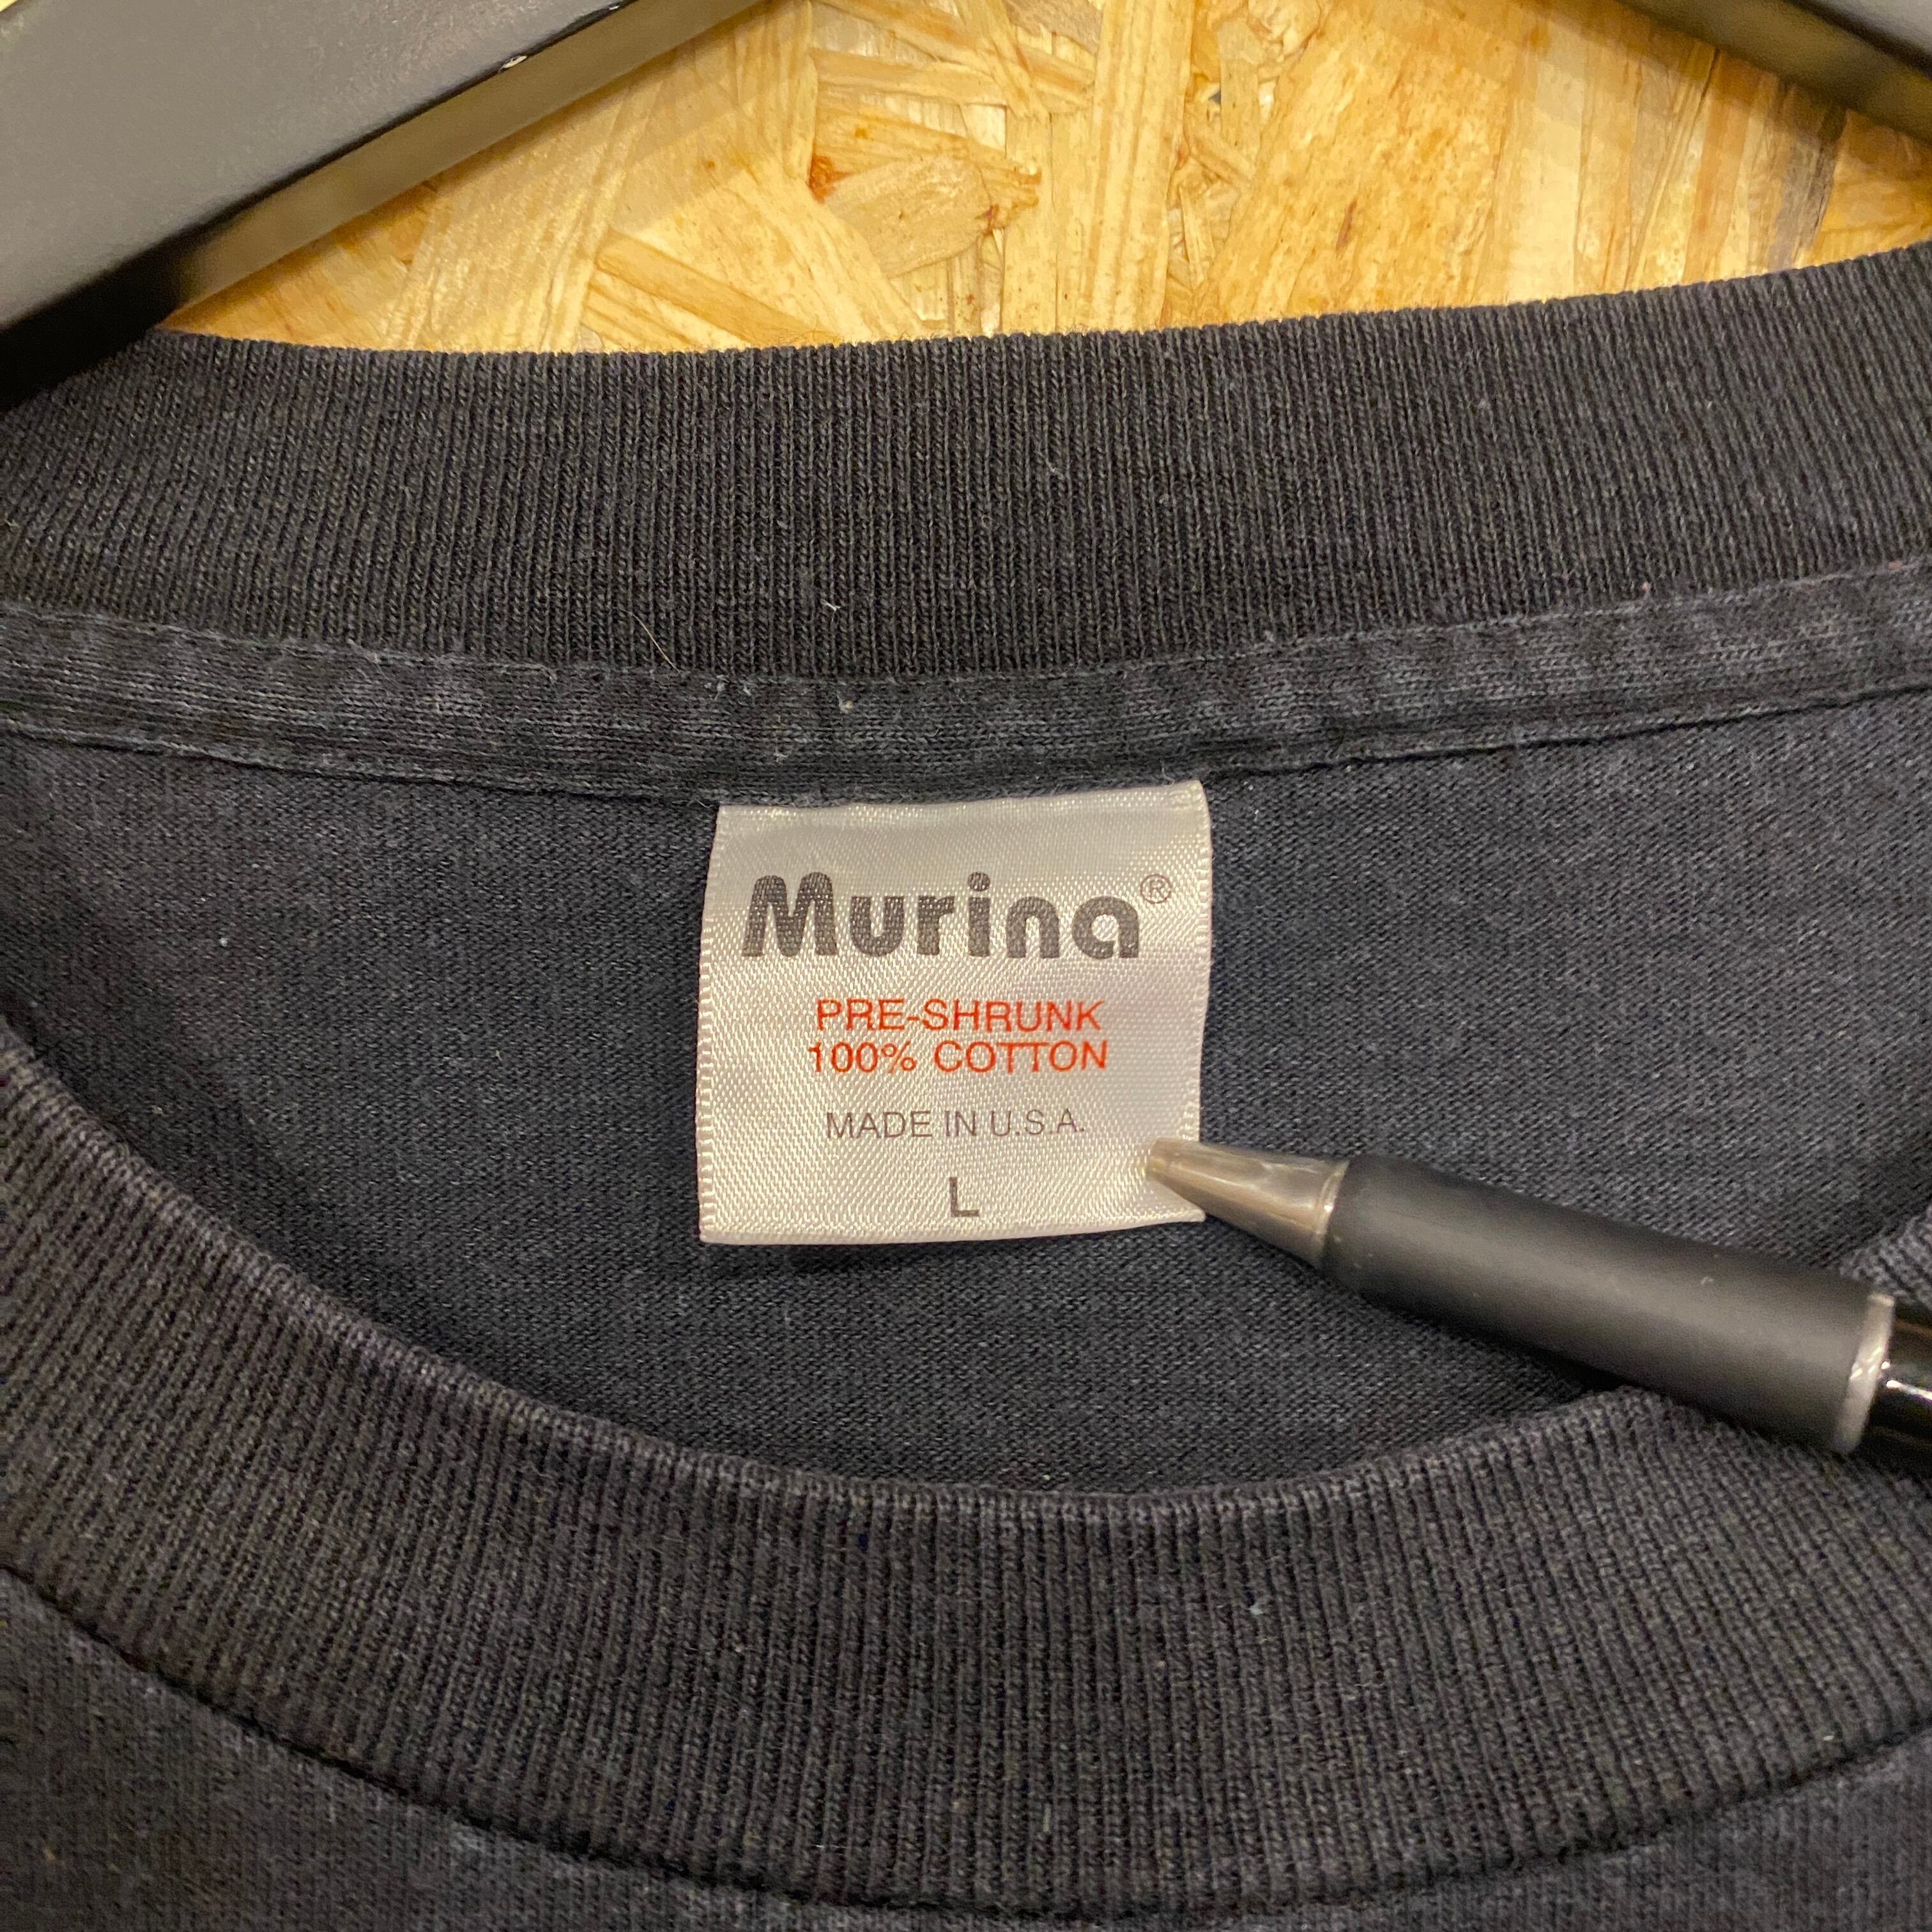 Murina®
PRE-SHRUNK
100% COTTON
MADE IN U.S.A.
L